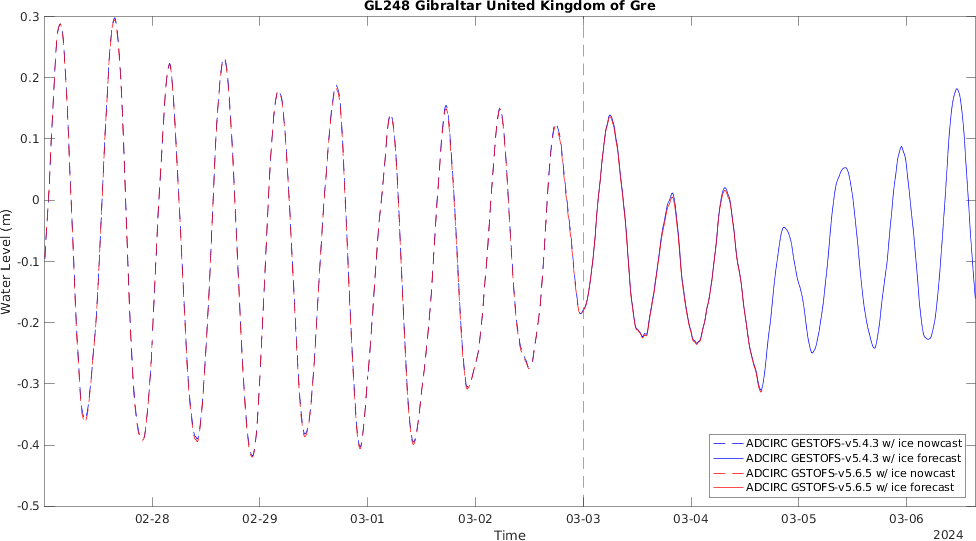 GL248 Gibraltar United Kingdom of Gre
Water Level (m)
0.3
0.2
0.1
0
-0.1
-0.2
-0.3
-0.4
-0.5
ADCIRC GESTOFS-v5.4.3 w/ ice nowcast
ADCIRC GESTOFS-v5.4.3 w/ ice forecast
ADCIRC GSTOFS-v5.6.5 w/ ice nowcast
ADCIRC GSTOFS-v5.6.5 w/ ice forecast
02-28 02-29 03-01 03-02 03-03 03-04 03-05 03-06
Time
2024